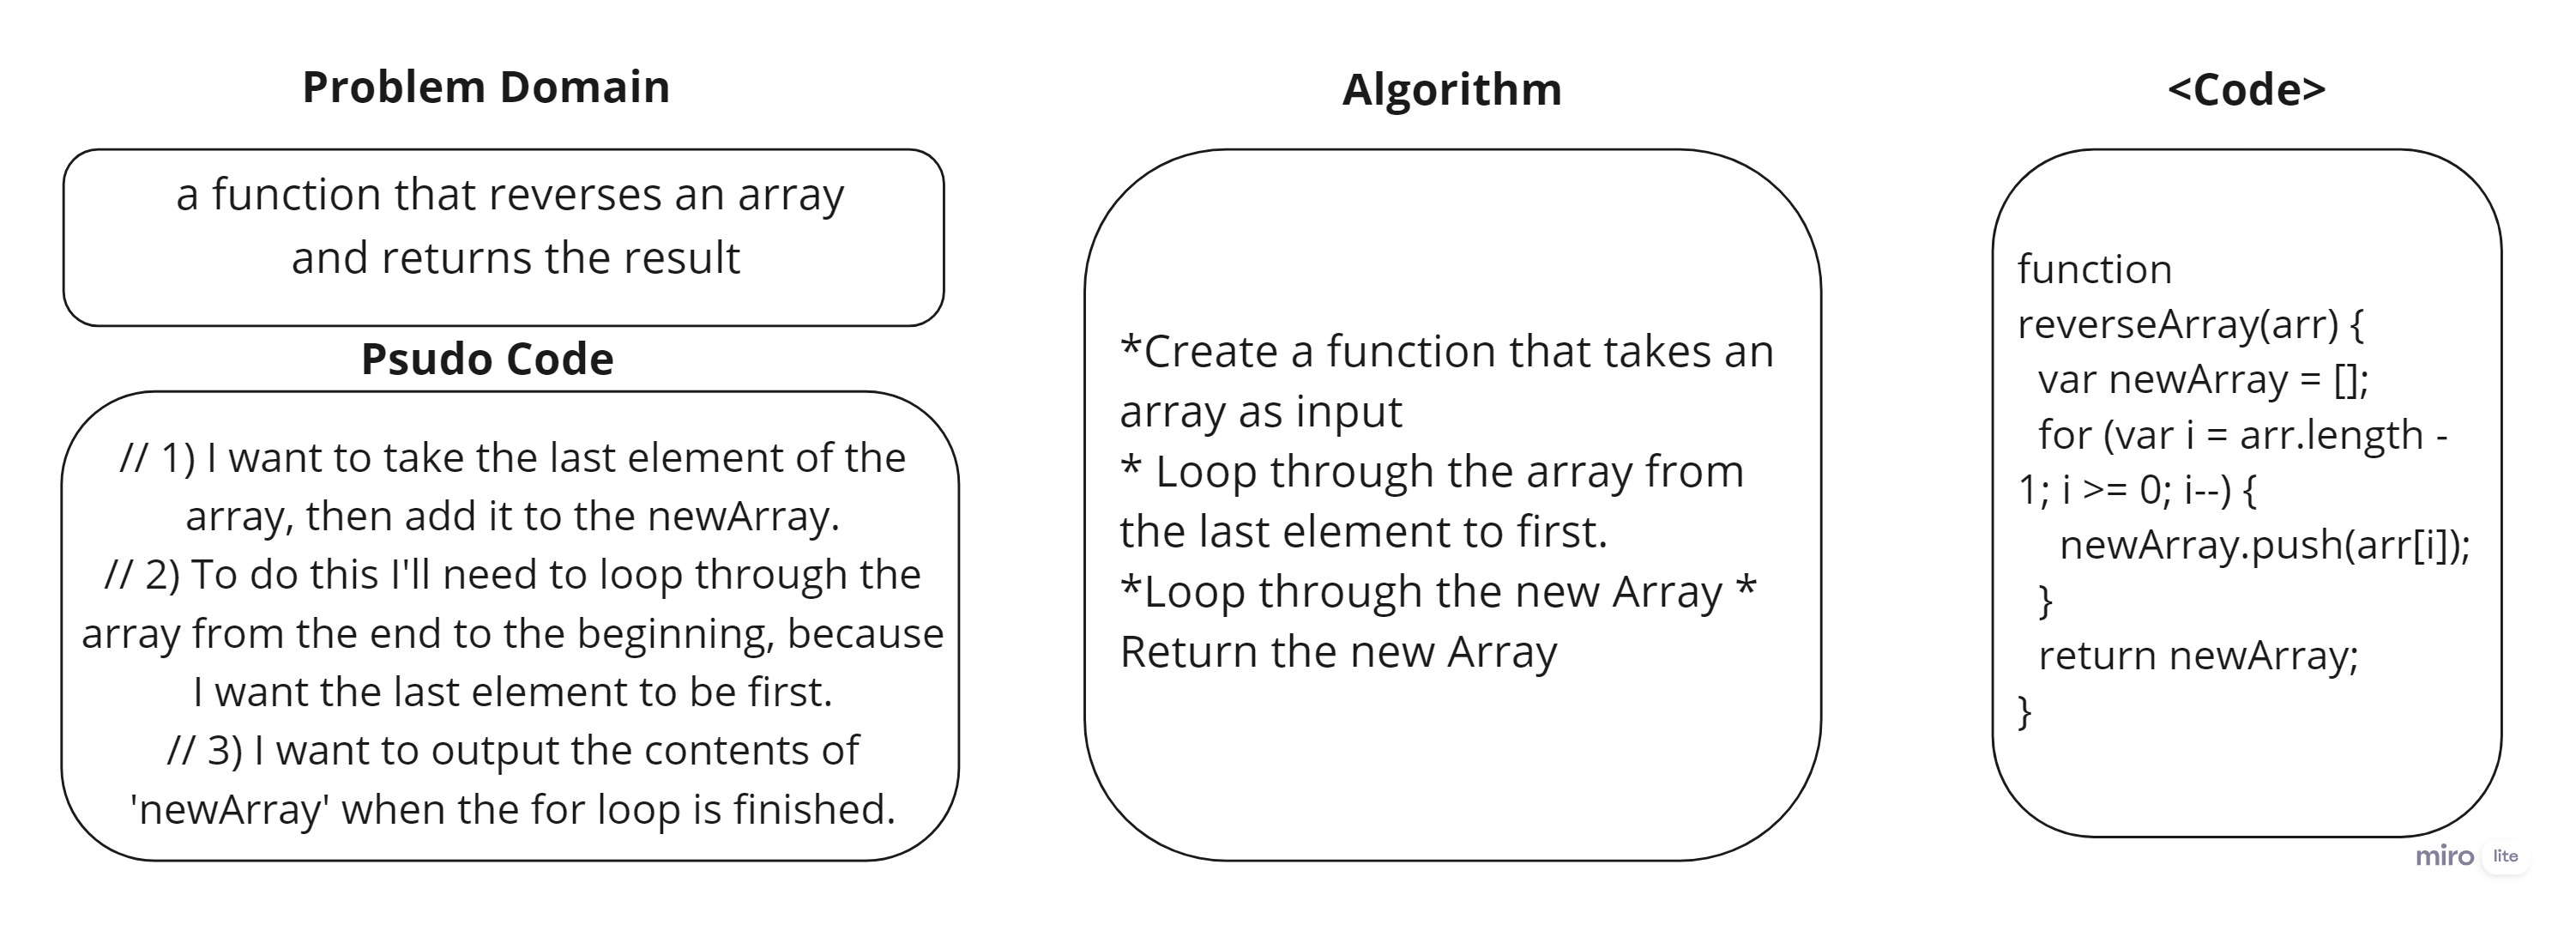 Problem Domain
a function that reverses an array
and returns the result
Psudo Code
// 1) I want to take the last element of the
array, then add it to the newArray.
// 2) To do this I'll need to loop through the
array from the end to the beginning, because
I want the last element to be first.
// 3) I want to output the contents of
'newArray' when the for loop is finished.
Algorithm
*Create a function that takes an
array as input
* Loop through the array from
the last element to first.
*Loop through the new Array *
Return the new Array
<Code>
function
reverseArray(arr) {
  var newArray = [];
  for (var i = arr.length -
1; i >= 0; i--) {
    newArray.push(arr[i]);
  }
  return newArray;
}
miro lite